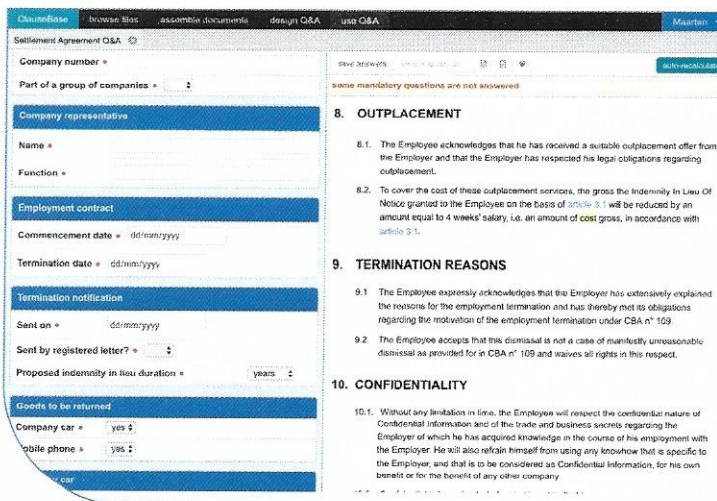 ClauseBase browse files assemble documents design Q&A use Q&A Maarten
Settlement Agreement Q&A
Company number *
Part of a group of companies *
Company representative
Name *
Function *
Employment contract
Commencement date * dd/mm/yyyy
Termination date * dd/mm/yyyy
Termination notification
Sent on * dd/mm/yyyy
Sent by registered letter? *
Proposed indemnity in lieu duration * years
Goods to be returned
Company car * yes
mobile phone * yes
car
save answers
auto-recalculate
some mandatory questions are not answered
8. OUTPLACEMENT
8.1. The Employee acknowledges that he has received a suitable outplacement offer from
the Employer and that the Employer has respected his legal obligations regarding
outplacement.
8.2. To cover the cost of these outplacement services, the gross the Indemnity In Lieu Of
Notice granted to the Employee on the basis of article 3.1 will be reduced by an
amount equal to 4 weeks' salary, i.e. an amount of cost gross, in accordance with
article 3.1.
9. TERMINATION REASONS
9.1 The Employee expressly acknowledges that the Employer has extensively explained
the reasons for the employment termination and has thereby met its obligations
regarding the motivation of the employment termination under CBA n° 109.
9.2 The Employee accepts that this dismissal is not a case of manifestly unreasonable
dismissal as provided for in CBA n° 109 and waives all rights in this respect.
10. CONFIDENTIALITY
10.1. Without any limitation in time, the Employee will respect the confidential nature of
Confidential Information and of the trade and business secrets regarding the
Employer of which he has acquired knowledge in the course of his employment with
the Employer. He will also refrain himself from using any knowhow that is specific to
the Employer, and that is to be considered as Confidential Information, for his own
benefit or for the benefit of any other company